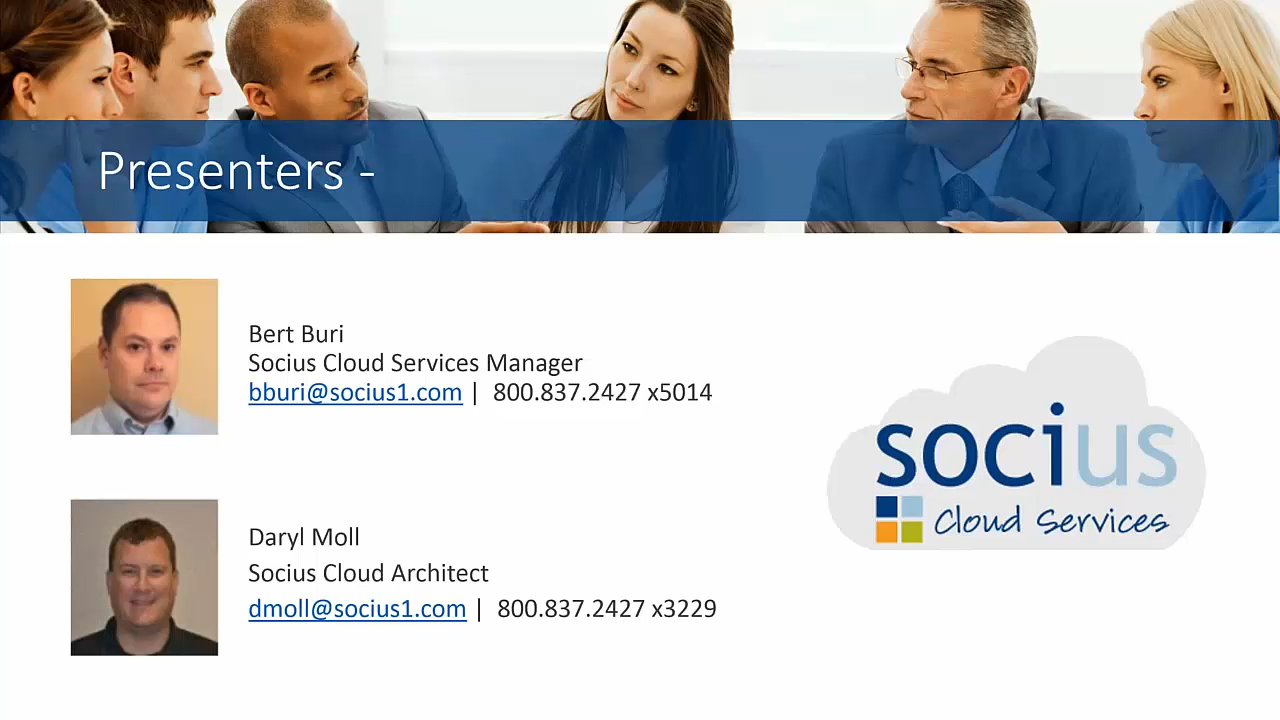 Presenters -
Bert Buri
Socius Cloud Services Manager
bburi@socius1.com | 800.837.2427 x5014
socius
Cloud Services
Daryl Moll
Socius Cloud Architect
dmoll@socius1.com | 800.837.2427 x3229